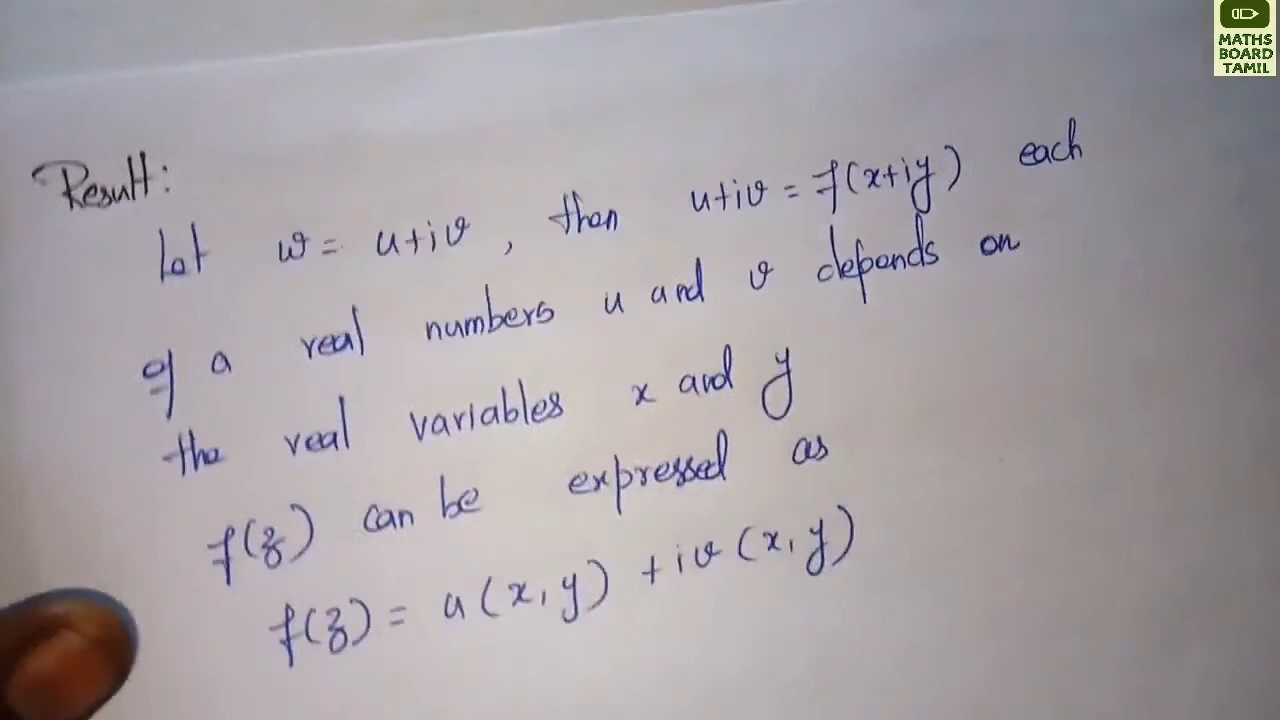 MATHS
BOARD
TAMIL
Result:
Let w = u+iv, then u+iv = f(x+iy) each
of a real numbers u and v depends on
the real variables x and y
f(z) can be expressed as
f(z) = u(x,y) + iv(x,y)